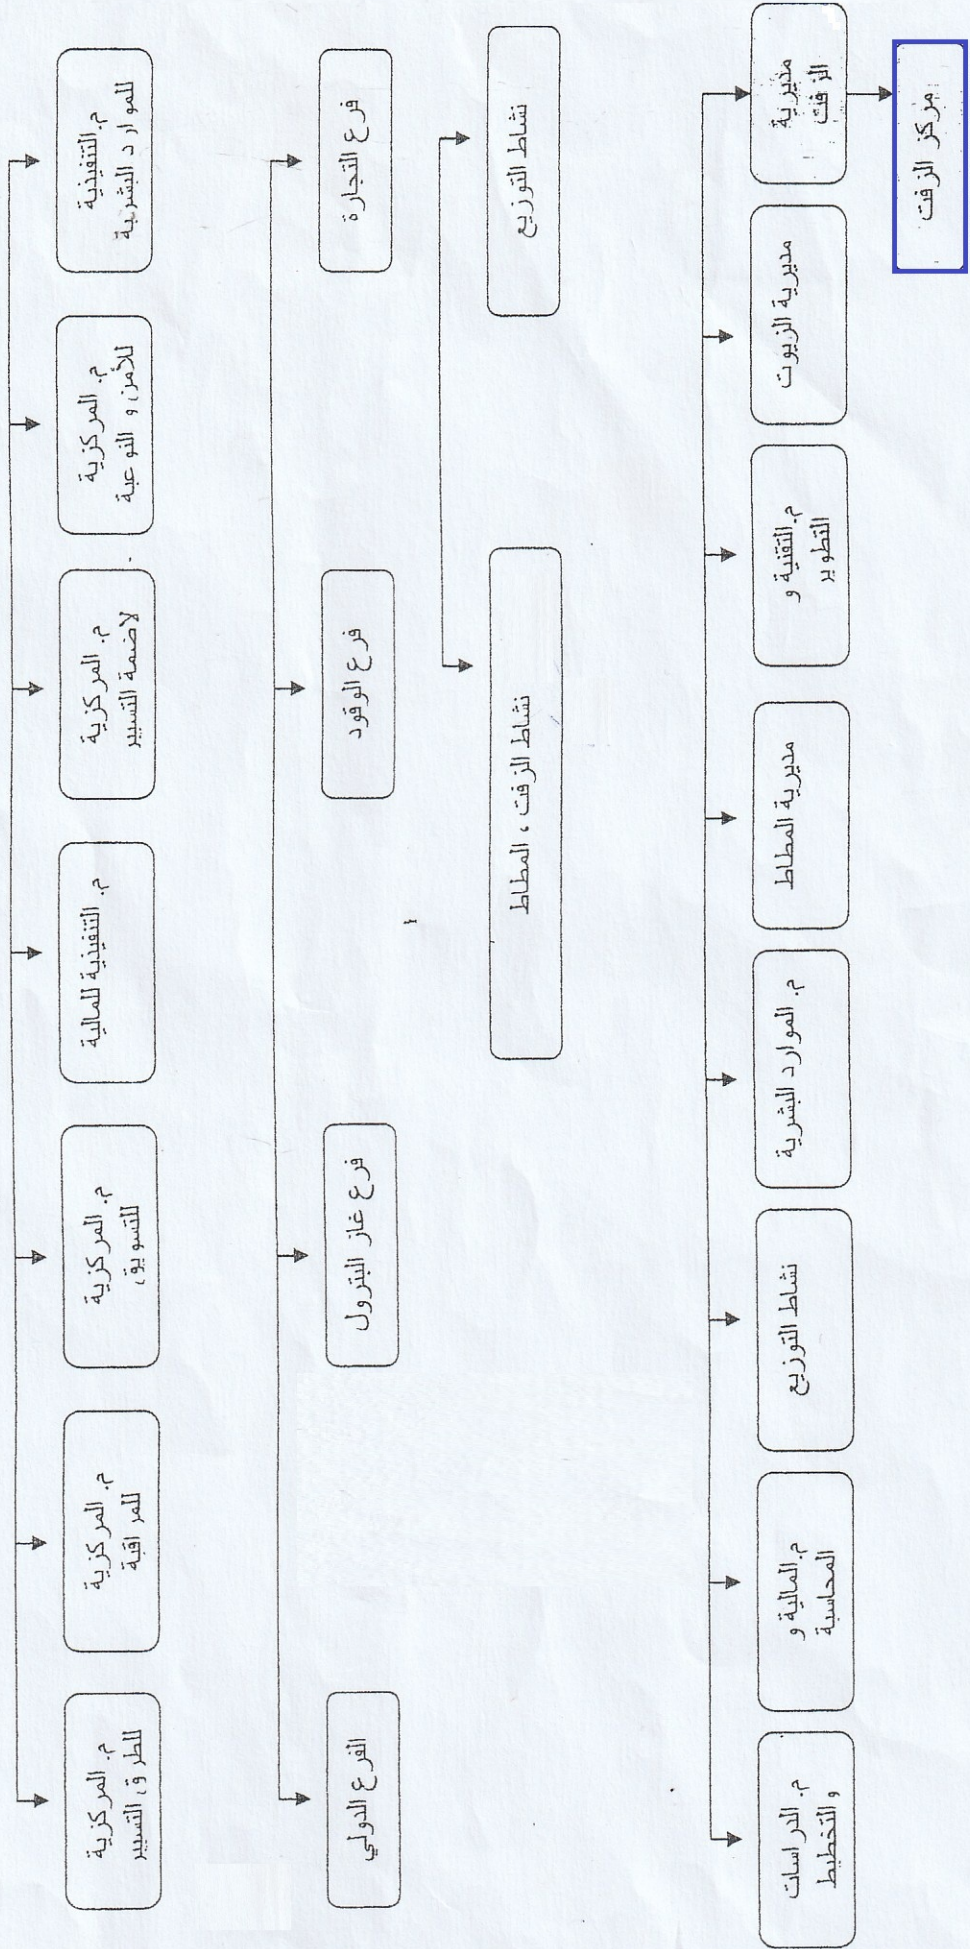 م.التنفيذية
للموارد البشرية
م. المركزية
للأمن و النوعية
م. المركزية
لاضمة التسيير
م. التنفيذية للمالية
م. المركزية
للتسويق
م. المركزية
للمراقبة
م. المركزية
للطرق التسيير
فرع التجارة
فرع الوقود
فرع غاز البترول
الفرع الدولي
نشاط التوزيع
نشاط الزفت ، المطاط
مديرية
الزفت
مديرية الزيوت
م.التقنية و
التطوير
مديرية المطاط
م. الموارد البشرية
نشاط التوزيع
م.المالية و
المحاسبة
م. الدراسات
و التخطيط
مركز الزفت